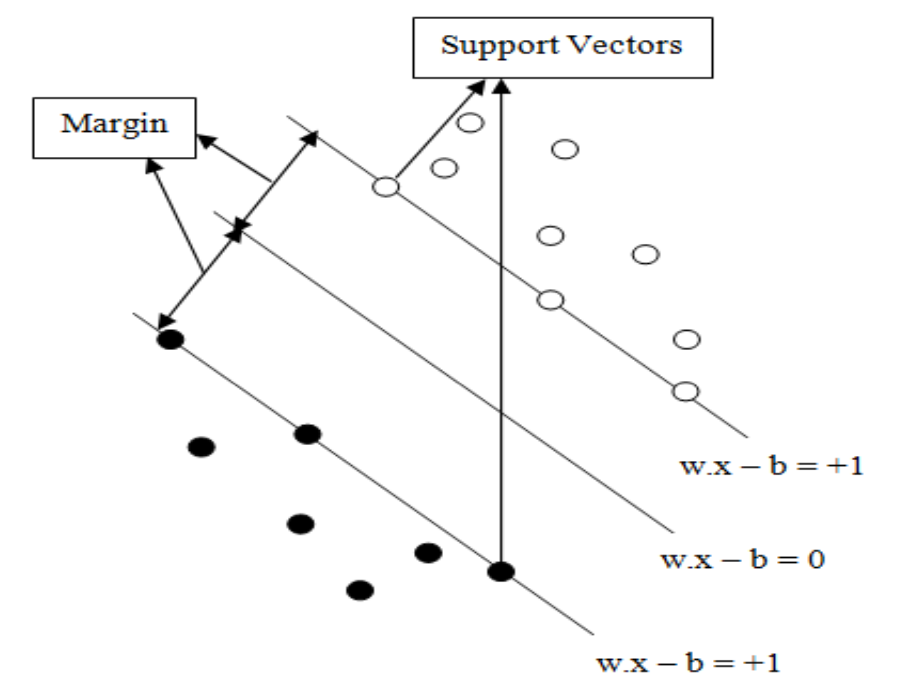 Support Vectors
Margin
w.x – b = +1
w.x – b = 0
w.x – b = +1